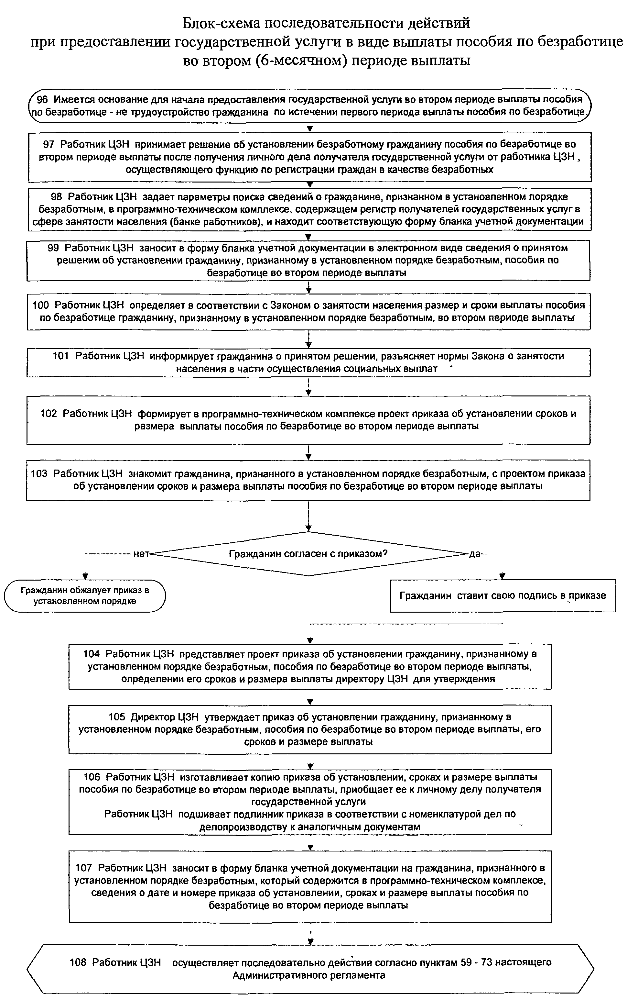 Блок-схема последовательности действий
при предоставлении государственной услуги в виде выплаты пособия по безработице
во втором (6-месячном) периоде выплаты
96 Имеется основание для начала предоставления государственной услуги во втором периоде выплаты пособия
по безработице - не трудоустройство гражданина по истечении первого периода выплаты пособия по безработице.
97 Работник ЦЗН принимает решение об установлении безработному гражданину пособия по безработице во
втором периоде выплаты после получения личного дела получателя государственной услуги от работника ЦЗН ,
осуществляющего функцию по регистрации граждан в качестве безработных
98 Работник ЦЗН задает параметры поиска сведений о гражданине, признанном в установленном порядке
безработным, в программно-техническом комплексе, содержащем регистр получателей государственных услуг в
сфере занятости населения (банке работников), и находит соответствующую форму бланка учетной документации
99 Работник ЦЗН заносит в форму бланка учетной документации в электронном виде сведения о принятом
решении об установлении гражданину, признанному в установленном порядке безработным, пособия по
безработице во втором периоде выплаты
100 Работник ЦЗН определяет в соответствии с Законом о занятости населения размер и сроки выплаты пособия
по безработице гражданину, признанному в установленном порядке безработным, во втором периоде выплаты
101 Работник ЦЗН информирует гражданина о принятом решении, разъясняет нормы Закона о занятости
населения в части осуществления социальных выплат
102 Работник ЦЗН формирует в программно-техническом комплексе проект приказа об установлении сроков и
размера выплаты пособия по безработице во втором периоде выплаты
103 Работник ЦЗН знакомит гражданина, признанного в установленном порядке безработным, с проектом приказа
об установлении сроков и размера выплаты пособия по безработице во втором периоде выплаты
нет Гражданин согласен с приказом? да
Гражданин обжалует приказ в
установленном порядке
Гражданин ставит свою подпись в приказе
104 Работник ЦЗН представляет проект приказа об установлении гражданину, признанному в
установленном порядке безработным, пособия по безработице во втором периоде выплаты,
определении его сроков и размера выплаты директору ЦЗН для утверждения
105 Директор ЦЗН утверждает приказ об установлении гражданину, признанному в
установленном порядке безработным, пособия по безработице во втором периоде выплаты, его
сроков и размере выплаты
106 Работник ЦЗН изготавливает копию приказа об установлении, сроках и размере выплаты
пособия по безработице во втором периоде выплаты, приобщает ее к личному делу получателя
государственной услуги
Работник ЦЗН подшивает подлинник приказа в соответствии с номенклатурой дел по
делопроизводству к аналогичным документам
107 Работник ЦЗН заносит в форму бланка учетной документации на гражданина, признанного в
установленном порядке безработным, который содержится в программно-техническом комплексе,
сведения о дате и номере приказа об установлении, сроках и размере выплаты пособия по
безработице во втором периоде выплаты
108 Работник ЦЗН осуществляет последовательно действия согласно пунктам 59 - 73 настоящего
Административного регламента